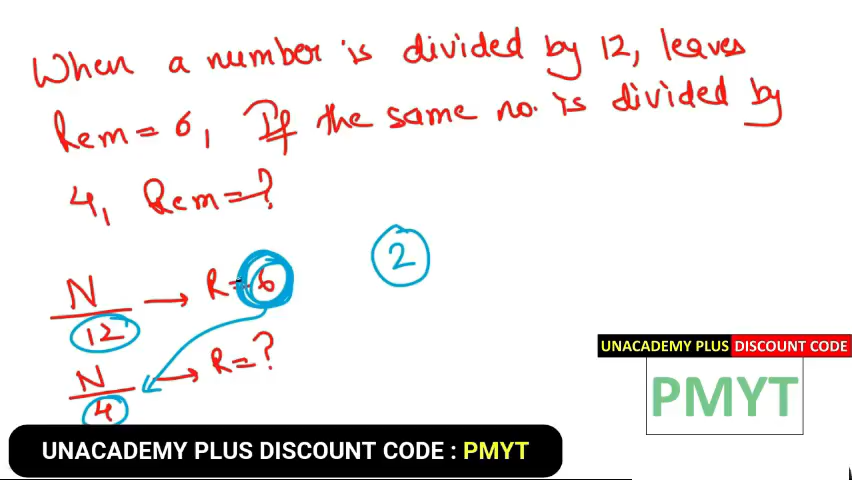 When a number is divided by 12, leaves
Rem = 6, If the same no. is divided by
4, Rem = ?
2
N/12 → R = 6
N/4 → R = ?
UNACADEMY PLUS DISCOUNT CODE
PMYT
UNACADEMY PLUS DISCOUNT CODE : PMYT